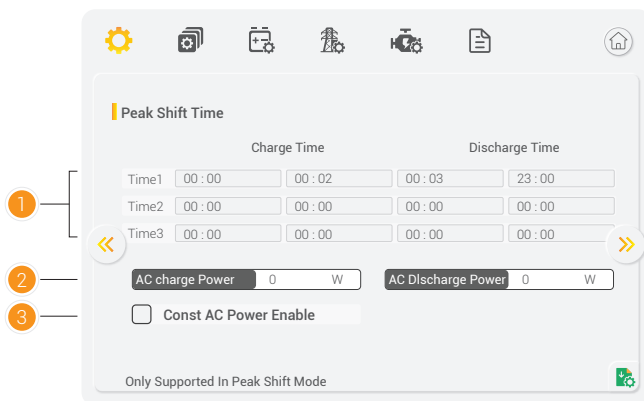 Peak Shift Time
Charge Time Discharge Time
1
Time1 00 : 00 00 : 02 00 : 03 23 : 00
Time2 00 : 00 00 : 00 00 : 00 00 : 00
Time3 00 : 00 00 : 00 00 : 00 00 : 00
2 AC charge Power 0 W AC DIscharge Power 0 W
3 Const AC Power Enable
Only Supported In Peak Shift Mode